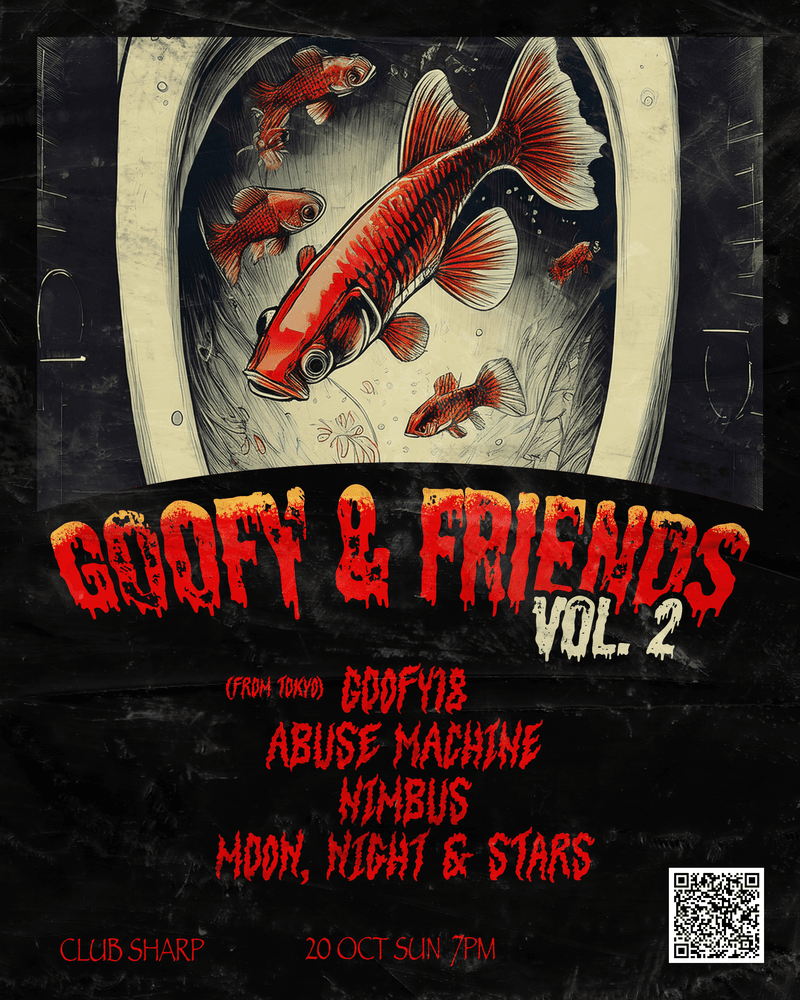 GOOFY & FRIENDS
VOL. 2
(FROM TOKYO) GOOFY18
ABUSE MACHINE
NIMBUS
MOON, NIGHT & STARS
CLUB SHARP 20 OCT SUN 7PM